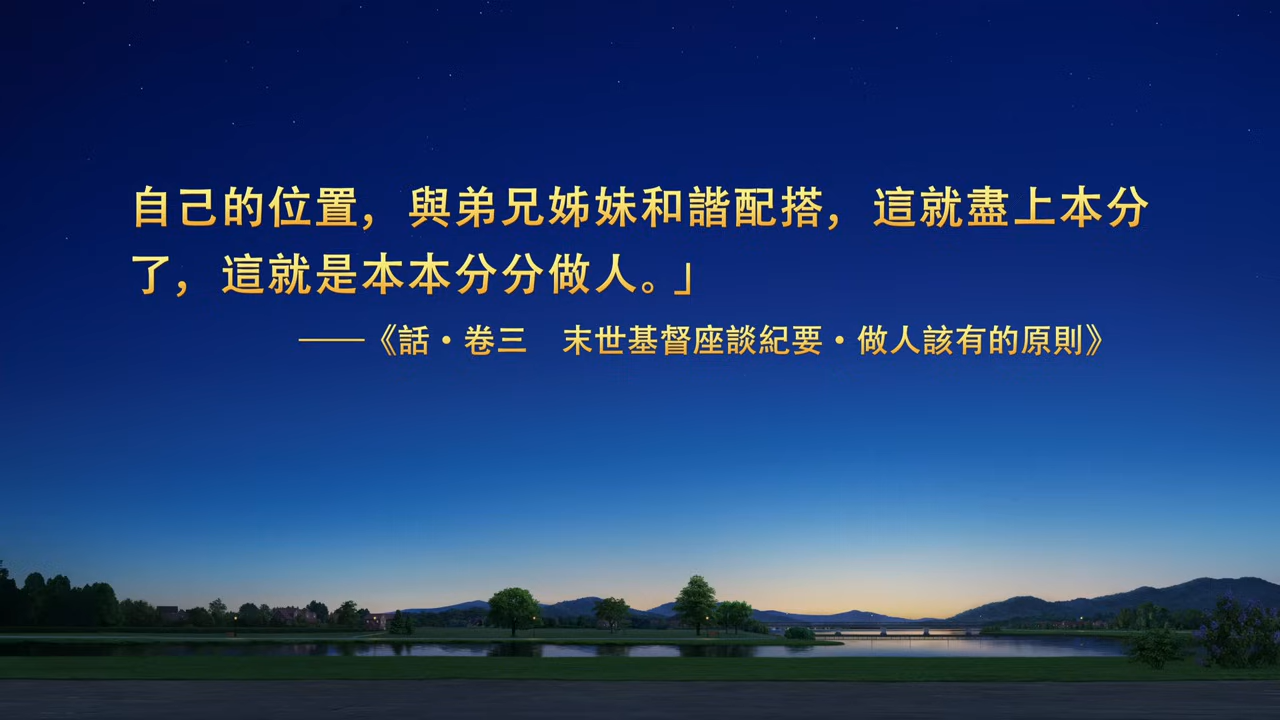 自己的位置，與弟兄姊妹和諧配搭，這就盡上本分
了，這就是本本分分做人。」
——《話・卷三　末世基督座談紀要・做人該有的原則》